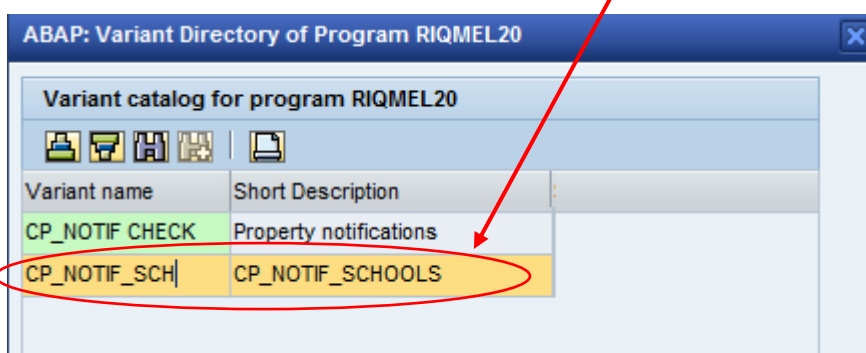 ABAP: Variant Directory of Program RIQMEL20
Variant catalog for program RIQMEL20
Variant name Short Description
CP_NOTIF CHECK Property notifications
CP_NOTIF_SCH CP_NOTIF_SCHOOLS